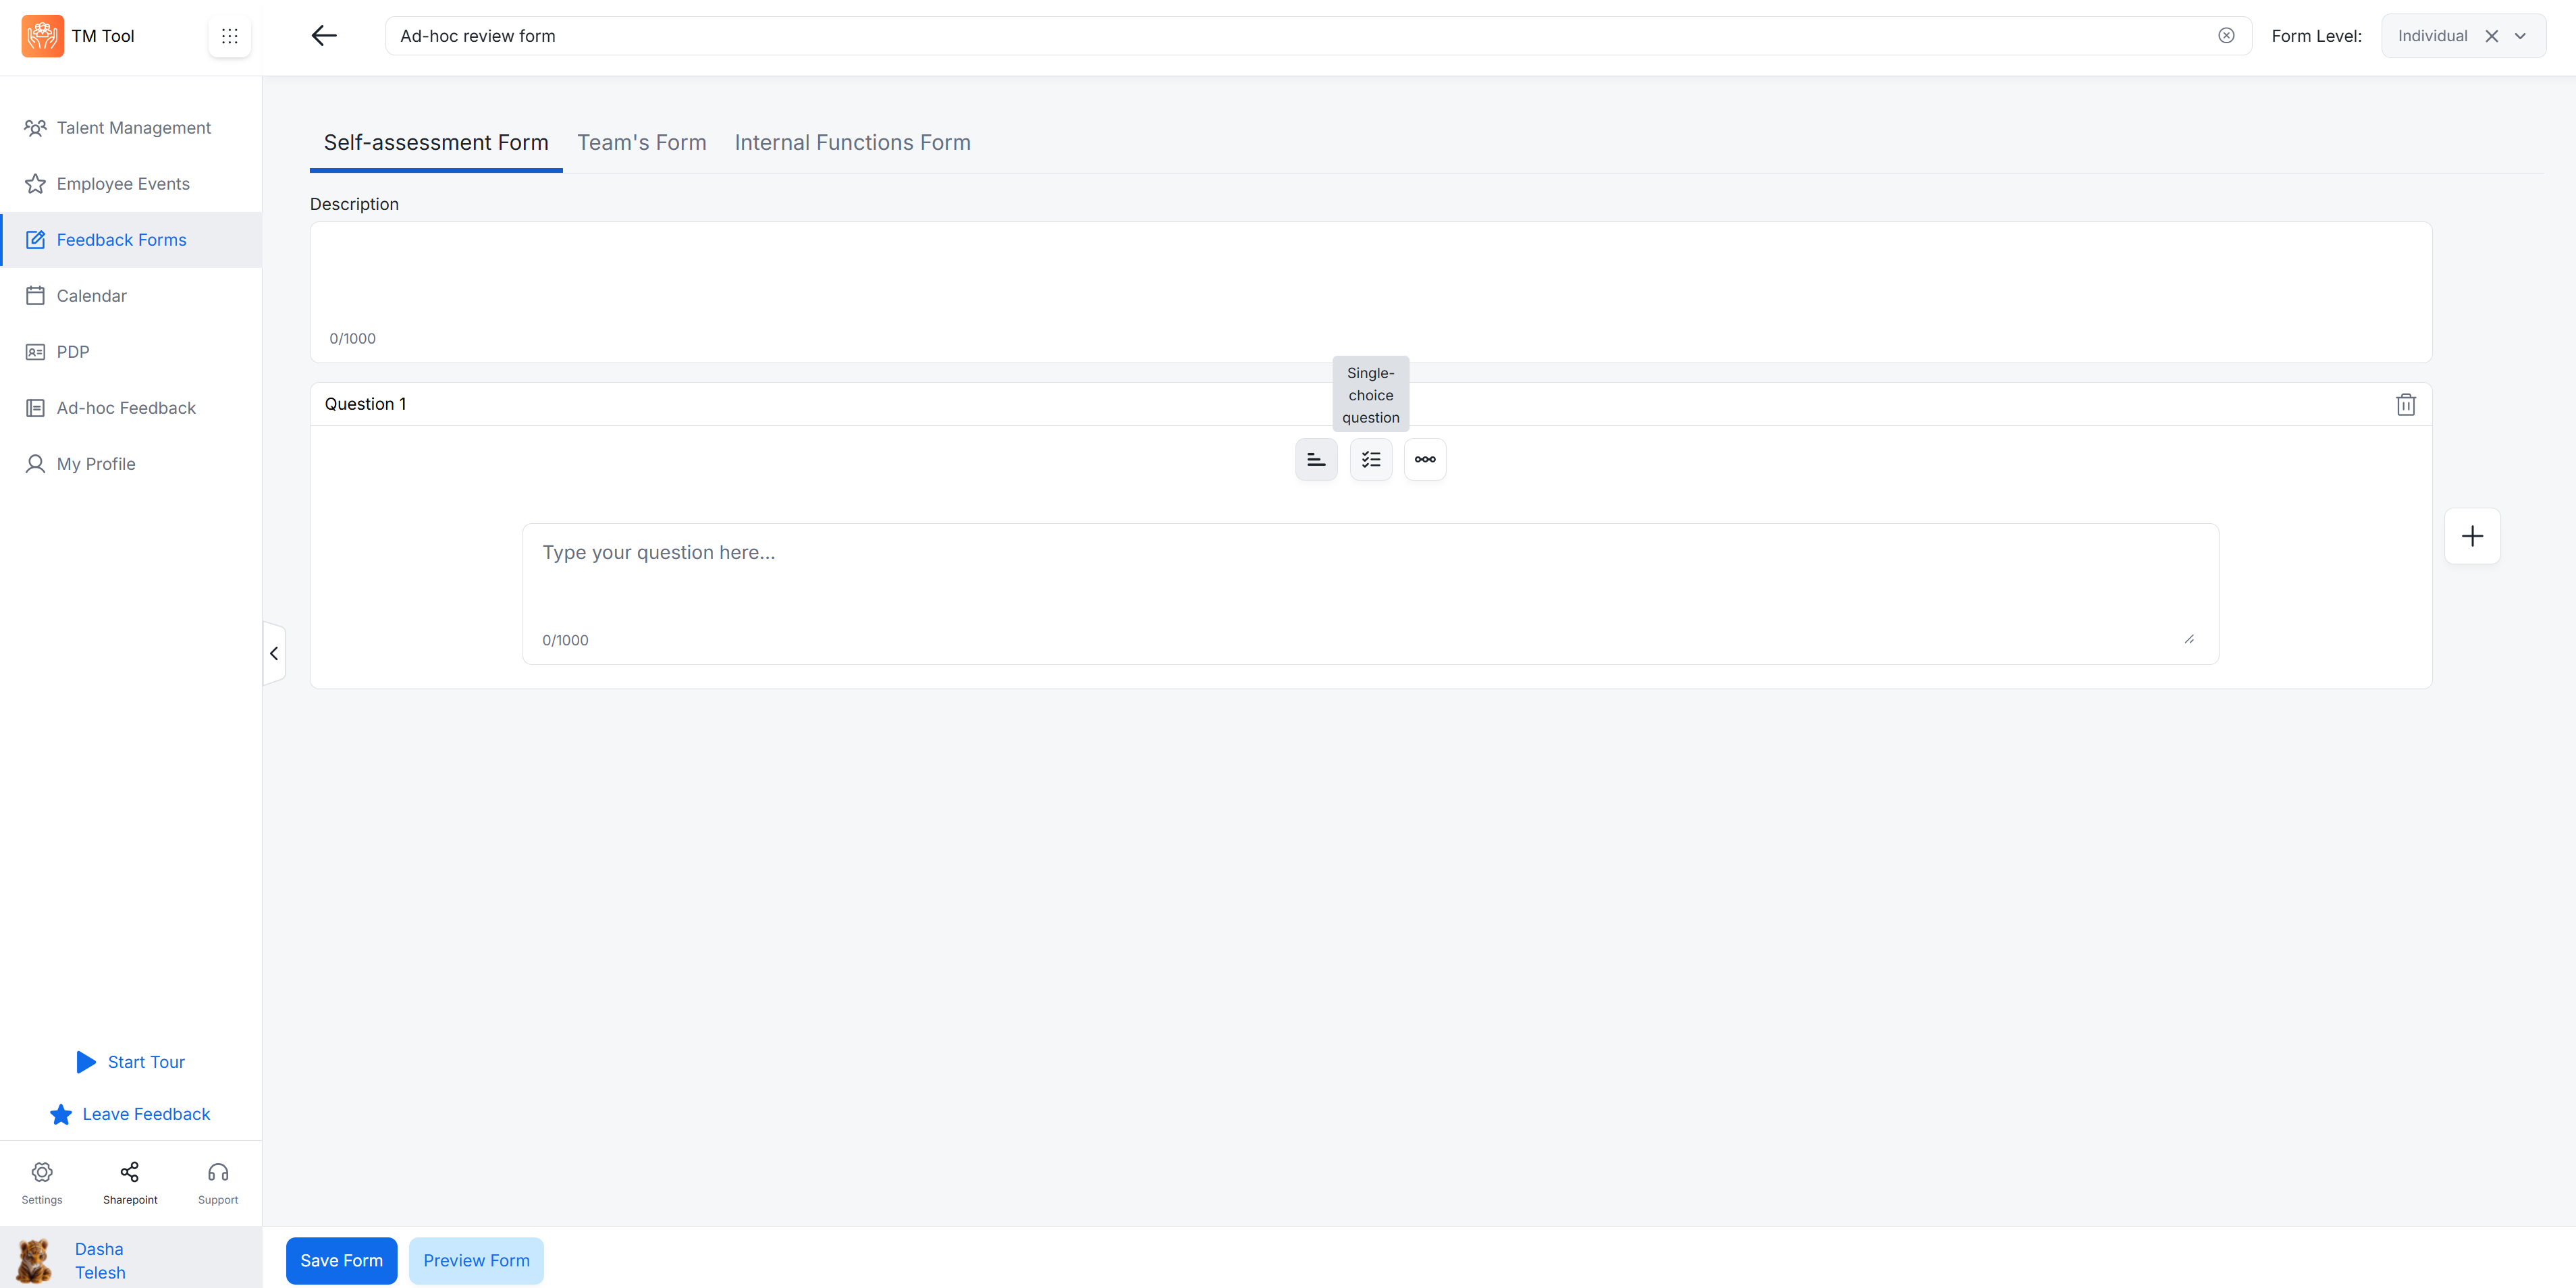 TM Tool
Ad-hoc review form
Form Level:
Individual
Talent Management
Employee Events
Feedback Forms
Calendar
PDP
Ad-hoc Feedback
My Profile
Self-assessment Form
Team's Form
Internal Functions Form
Description
0/1000
Single-
choice
question
Question 1
Type your question here...
0/1000
Start Tour
Leave Feedback
Settings
Sharepoint
Support
Dasha
Telesh
Save Form
Preview Form